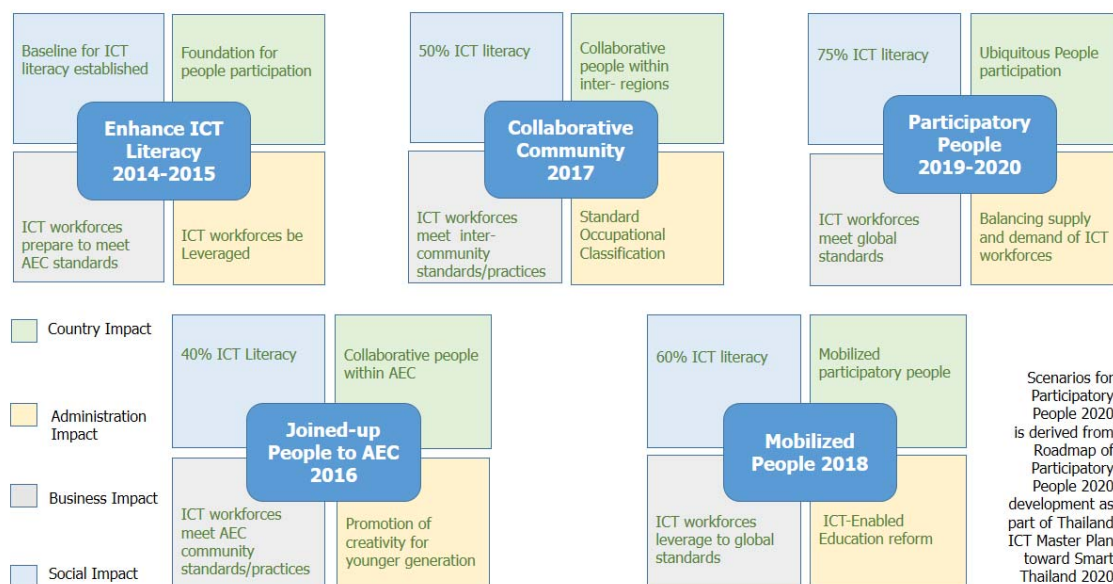 Baseline for ICT
literacy established
Foundation for
people participation
Enhance ICT
Literacy
2014-2015
ICT workforces
prepare to meet
AEC standards
ICT workforces be
Leveraged
50% ICT literacy
Collaborative
people within
inter- regions
Collaborative
Community
2017
ICT workforces
meet inter-
community
standards/practices
Standard
Occupational
Classification
75% ICT literacy
Ubiquitous People
participation
Participatory
People
2019-2020
ICT workforces
meet global
standards
Balancing supply
and demand of ICT
workforces
Country Impact
Administration
Impact
Business Impact
Social Impact
40% ICT Literacy
Collaborative people
within AEC
Joined-up
People to AEC
2016
ICT workforces
meet AEC
community
standards/practices
Promotion of
creativity for
younger generation
60% ICT literacy
Mobilized
participatory people
Mobilized
People 2018
ICT workforces
leverage to global
standards
ICT-Enabled
Education reform
Scenarios for
Participatory
People 2020
is derived from
Roadmap of
Participatory
People 2020
development as
part of Thailand
ICT Master Plan
toward Smart
Thailand 2020